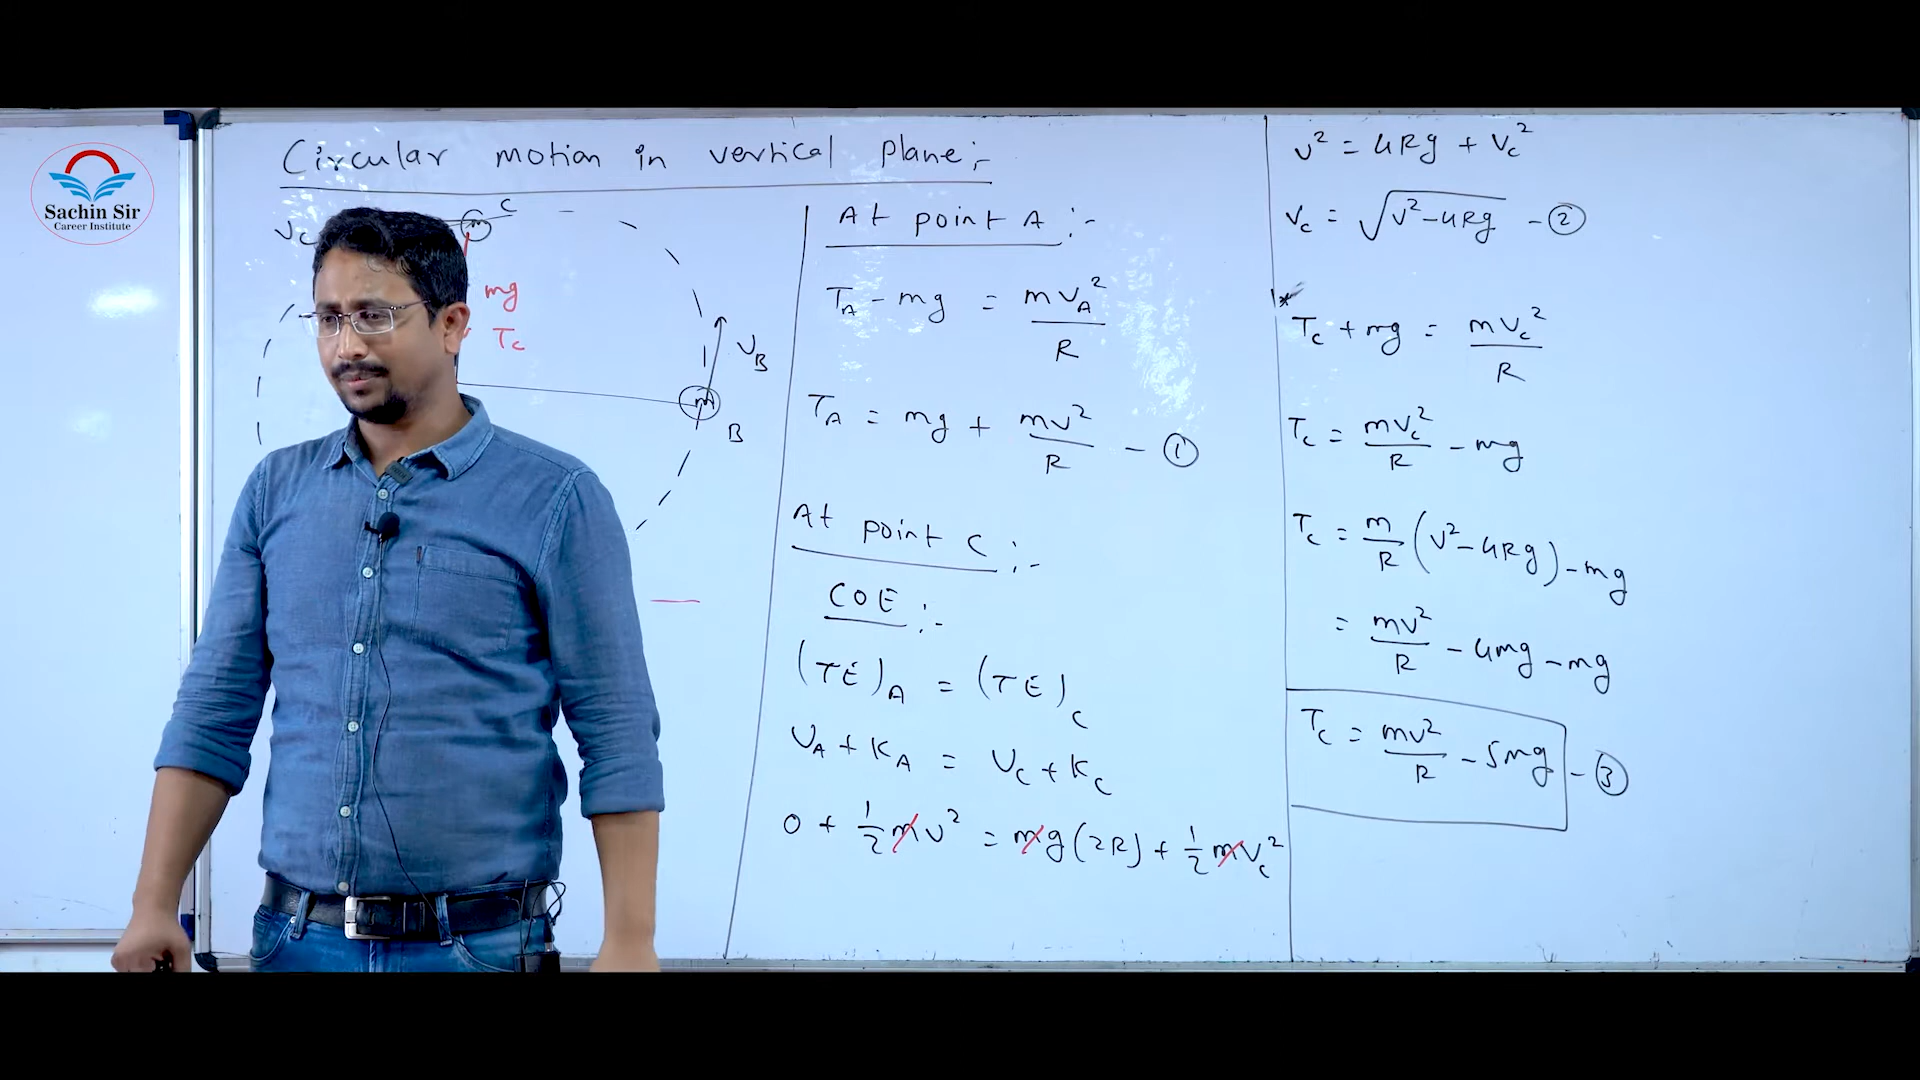 Sachin Sir
Career Institute
Circular motion in vertical plane :-
C
m
mg
Tc
VB
m
B
At point A :-
TA - mg = mVA² / R
TA = mg + mv² / R - ①
At point C :-
COE :-
(TE)A = (TE)C
UA + KA = UC + KC
0 + 1/2 mv² = mg(2R) + 1/2 mVc²
v² = 4Rg + Vc²
Vc = √(v² - 4Rg) - ②
*
Tc + mg = mVc² / R
Tc = mVc² / R - mg
Tc = m/R (v² - 4Rg) - mg
= mv² / R - 4mg - mg
Tc = mv² / R - 5mg - ③